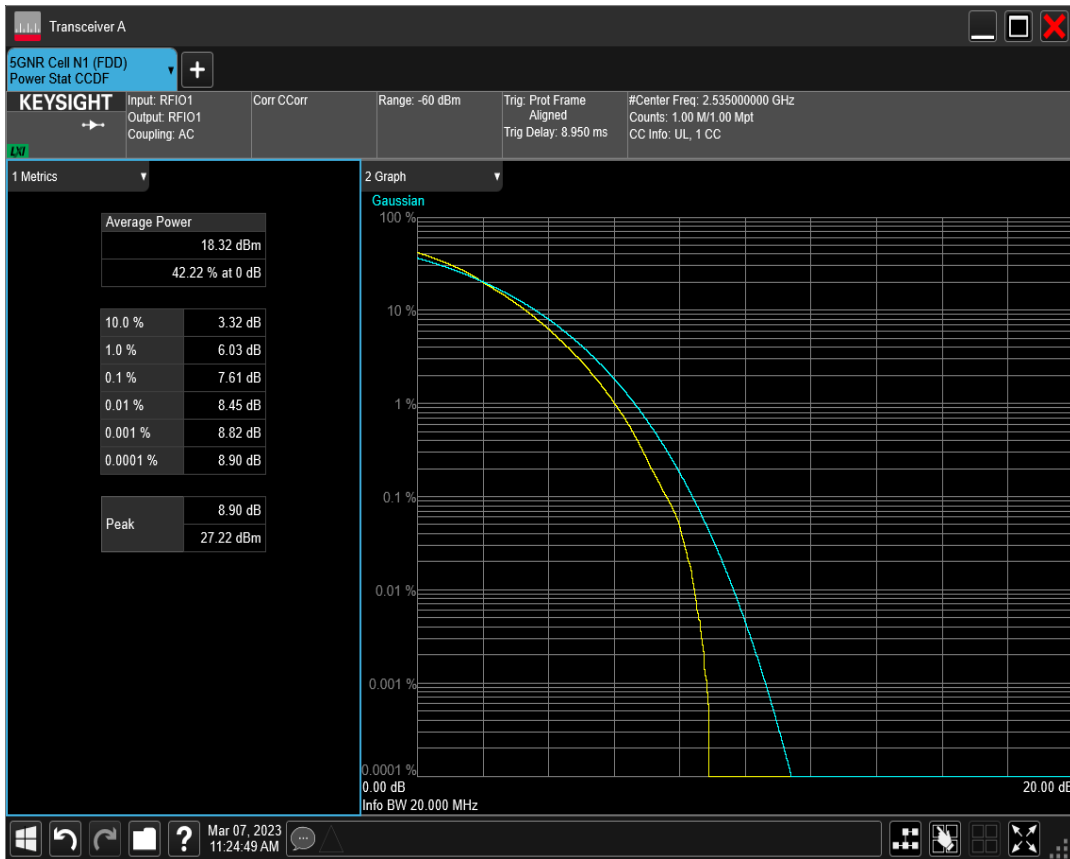 Transceiver A
5GNR Cell N1 (FDD)
Power Stat CCDF
+
KEYSIGHT
LXI
Input: RFIO1
Output: RFIO1
Coupling: AC
Corr CCorr
Range: -60 dBm
Trig: Prot Frame
Aligned
Trig Delay: 8.950 ms
#Center Freq: 2.535000000 GHz
Counts: 1.00 M/1.00 Mpt
CC Info: UL, 1 CC
1 Metrics
Average Power
18.32 dBm
42.22 % at 0 dB
10.0 % 3.32 dB
1.0 % 6.03 dB
0.1 % 7.61 dB
0.01 % 8.45 dB
0.001 % 8.82 dB
0.0001 % 8.90 dB
Peak
8.90 dB
27.22 dBm
2 Graph
Gaussian
100 %
10 %
1 %
0.1 %
0.01 %
0.001 %
0.0001 %
0.00 dB
20.00 dB
Info BW 20.000 MHz
?
Mar 07, 2023
11:24:49 AM